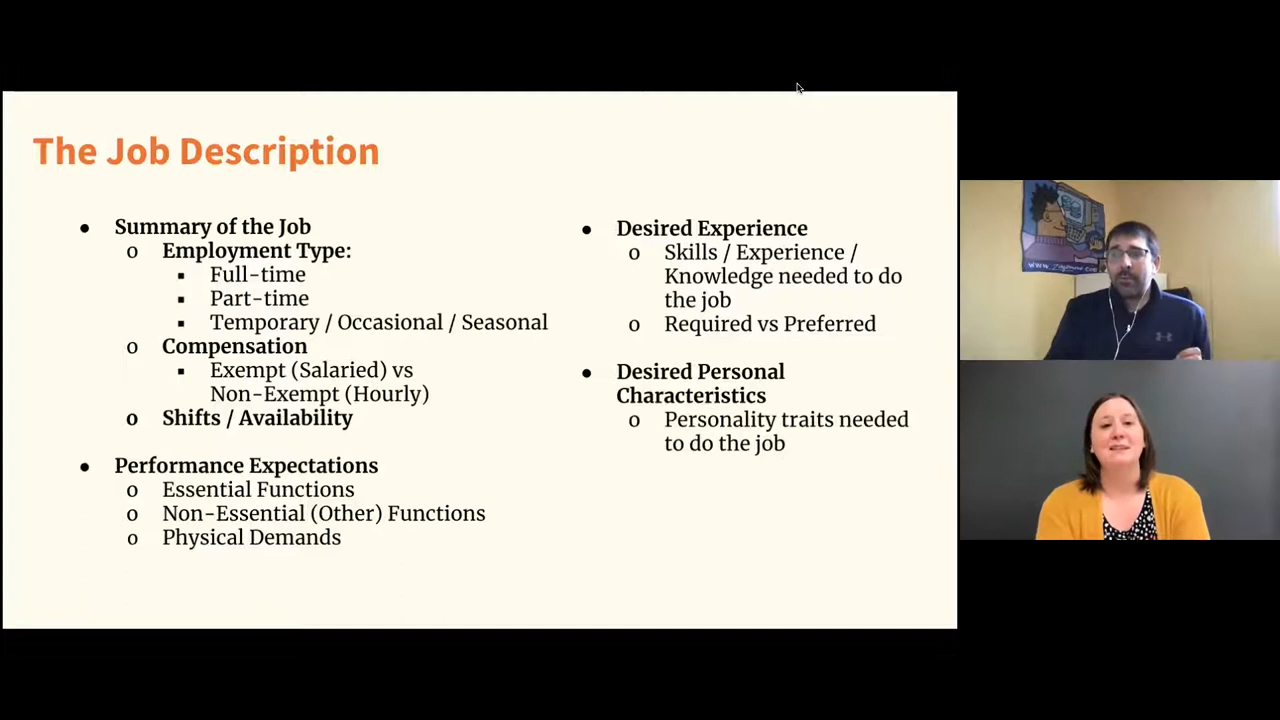 The Job Description
● Summary of the Job
o Employment Type:
▪ Full-time
▪ Part-time
▪ Temporary / Occasional / Seasonal
o Compensation
▪ Exempt (Salaried) vs
Non-Exempt (Hourly)
o Shifts / Availability
● Performance Expectations
o Essential Functions
o Non-Essential (Other) Functions
o Physical Demands
● Desired Experience
o Skills / Experience /
Knowledge needed to do
the job
o Required vs Preferred
● Desired Personal
Characteristics
o Personality traits needed
to do the job